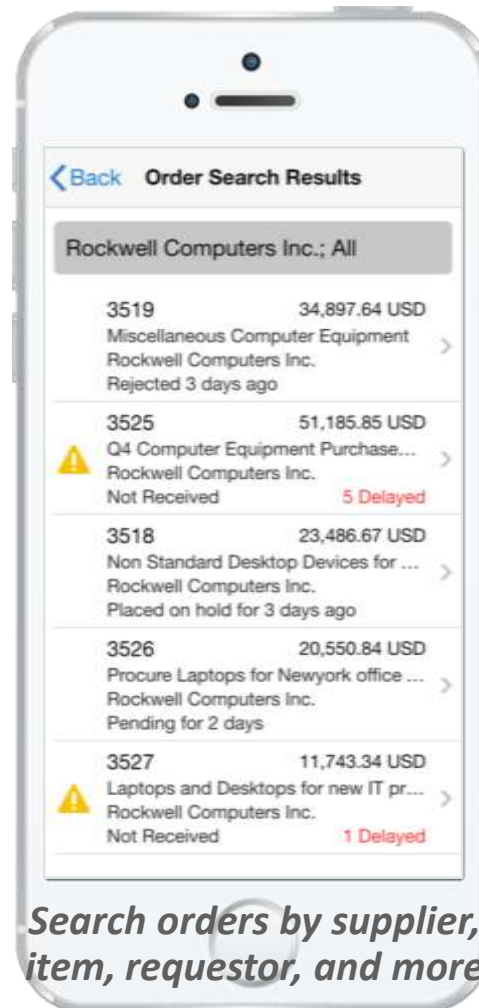 Back Order Search Results
Rockwell Computers Inc.; All
3519 34,897.64 USD
Miscellaneous Computer Equipment
Rockwell Computers Inc.
Rejected 3 days ago
3525 51,185.85 USD
Q4 Computer Equipment Purchase...
Rockwell Computers Inc.
Not Received 5 Delayed
3518 23,486.67 USD
Non Standard Desktop Devices for ...
Rockwell Computers Inc.
Placed on hold for 3 days ago
3526 20,550.84 USD
Procure Laptops for Newyork office ...
Rockwell Computers Inc.
Pending for 2 days
3527 11,743.34 USD
Laptops and Desktops for new IT pr...
Rockwell Computers Inc.
Not Received 1 Delayed
Search orders by supplier,
item, requestor, and more